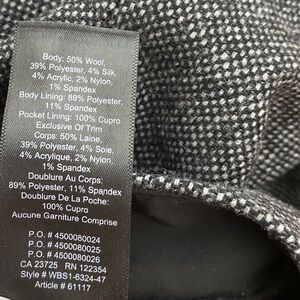 Body: 50% Wool,
39% Polyester, 4% Silk,
4% Acrylic, 2% Nylon,
1% Spandex
Body Lining: 89% Polyester,
11% Spandex
Pocket Lining: 100% Cupro
Exclusive Of Trim
Corps: 50% Laine,
39% Polyester, 4% Soie,
4% Acrylique, 2% Nylon,
1% Spandex
Doublure Au Corps:
89% Polyester, 11% Spandex
Doublure De La Poche:
100% Cupro
Aucune Garniture Comprise
P.O. # 4500080024
P.O. # 4500080025
P.O. # 4500080026
CA 23725 RN 122354
Style # WBS1-6324-47
Article # 61117